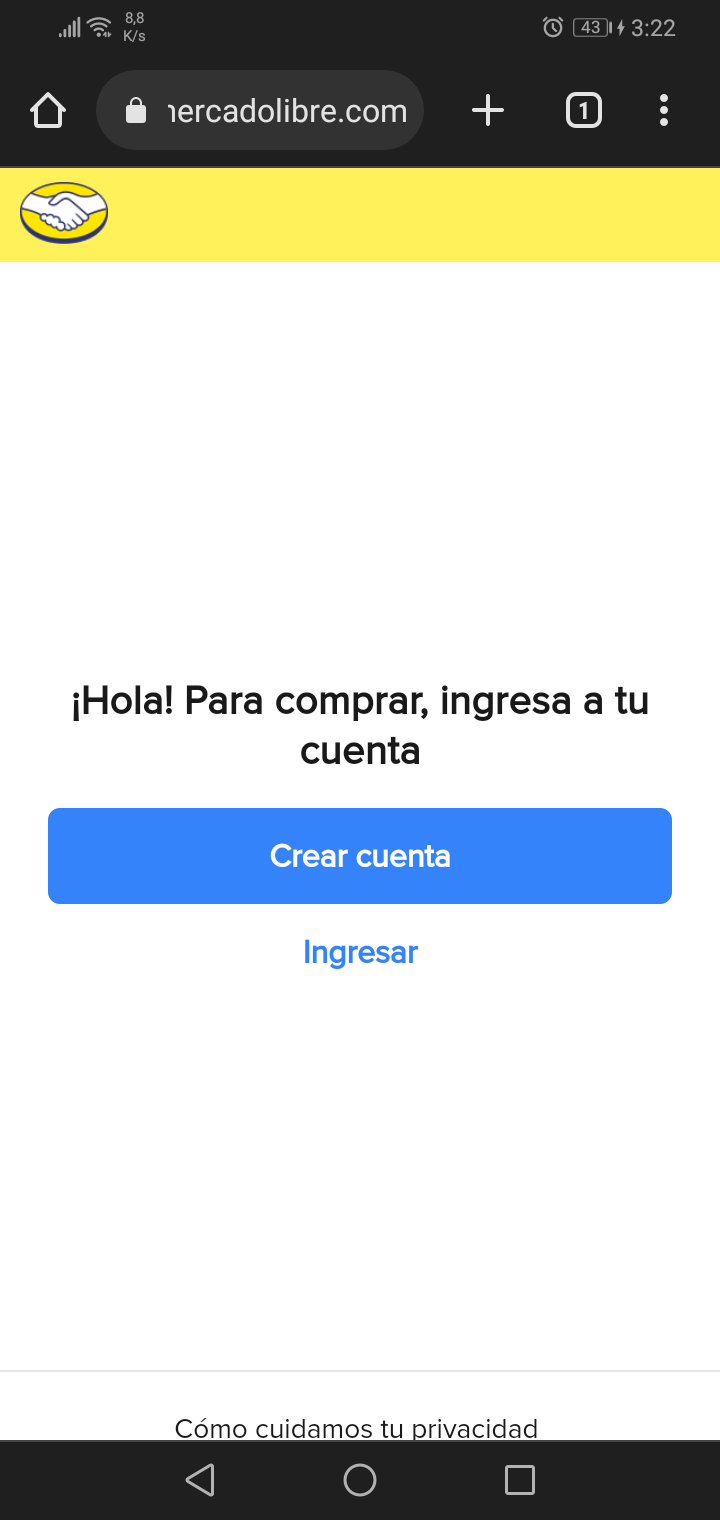 8,8
K/s
43
3:22
mercadolibre.com
1
¡Hola! Para comprar, ingresa a tu
cuenta
Crear cuenta
Ingresar
Cómo cuidamos tu privacidad